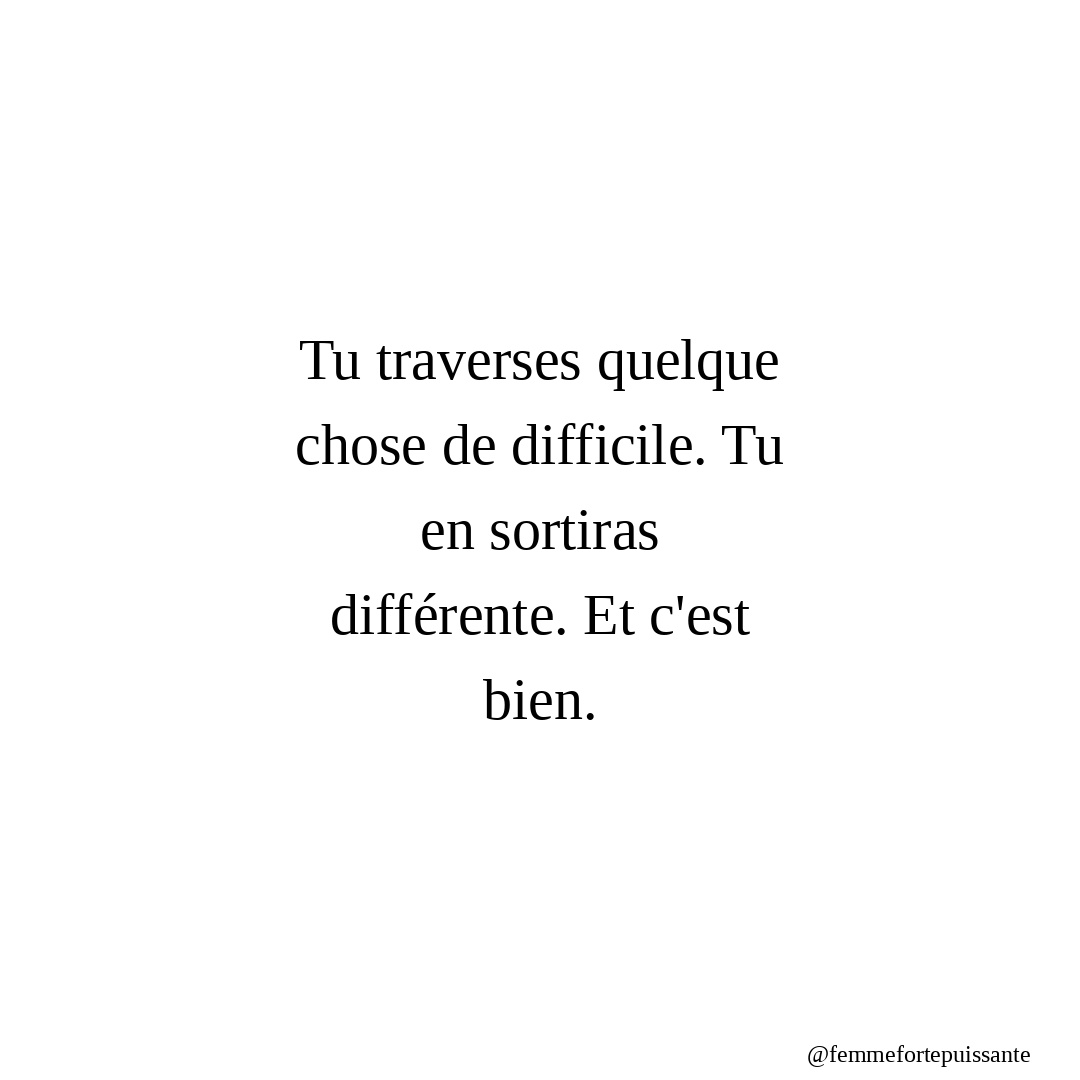 Tu traverses quelque
chose de difficile. Tu
en sortiras
différente. Et c'est
bien.
@femmefortepuissante